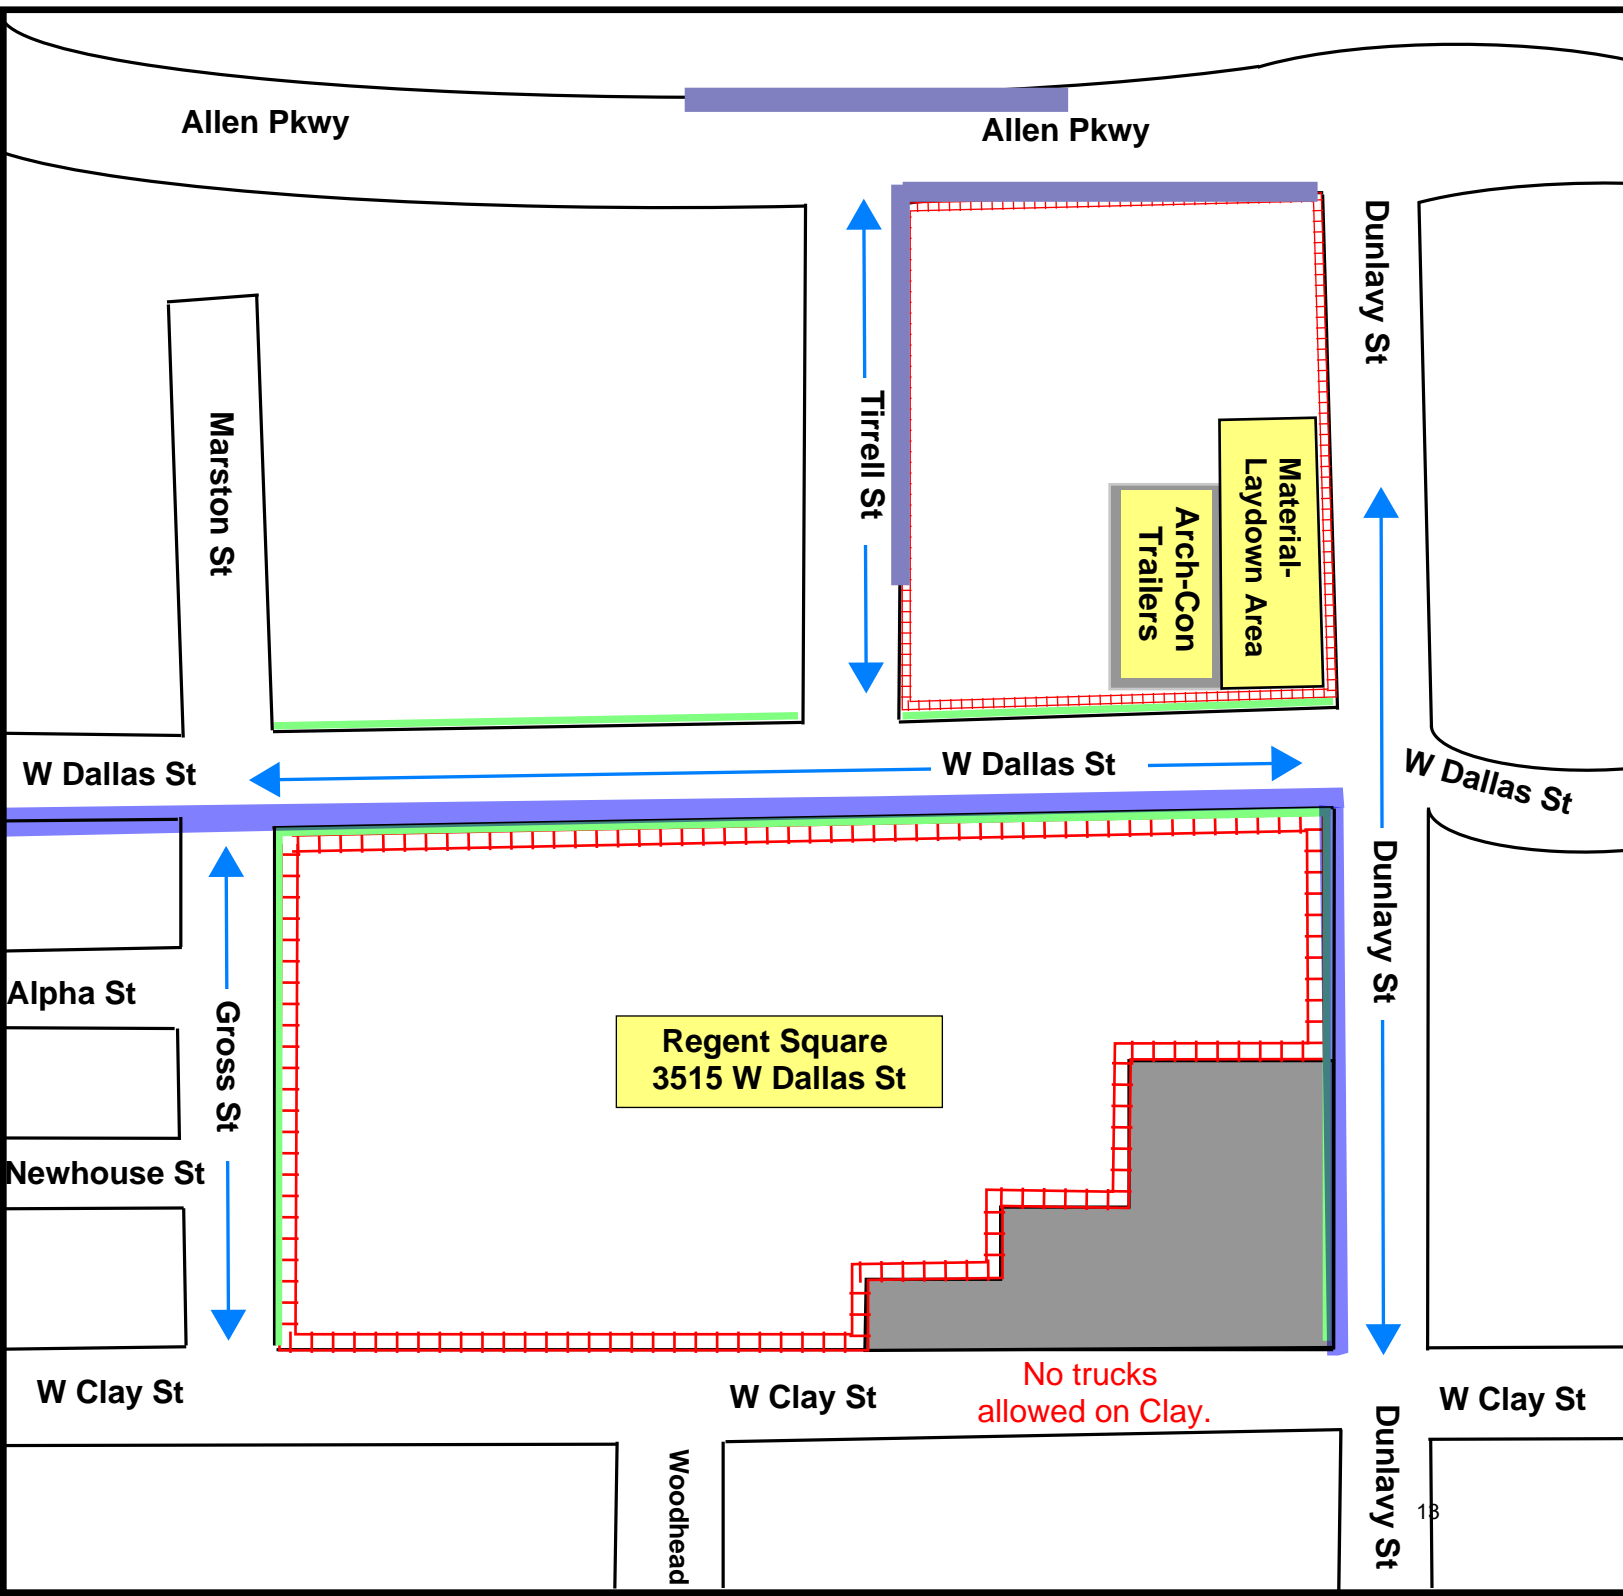 Allen Pkwy
Allen Pkwy
Dunlavy St
Tirrell St
Marston St
Material-
Laydown Area
Arch-Con
Trailers
W Dallas St
W Dallas St
W Dallas St
Dunlavy St
Alpha St
Gross St
Regent Square
3515 W Dallas St
Newhouse St
W Clay St
W Clay St
No trucks
allowed on Clay.
W Clay St
Woodhead
Dunlavy St
13